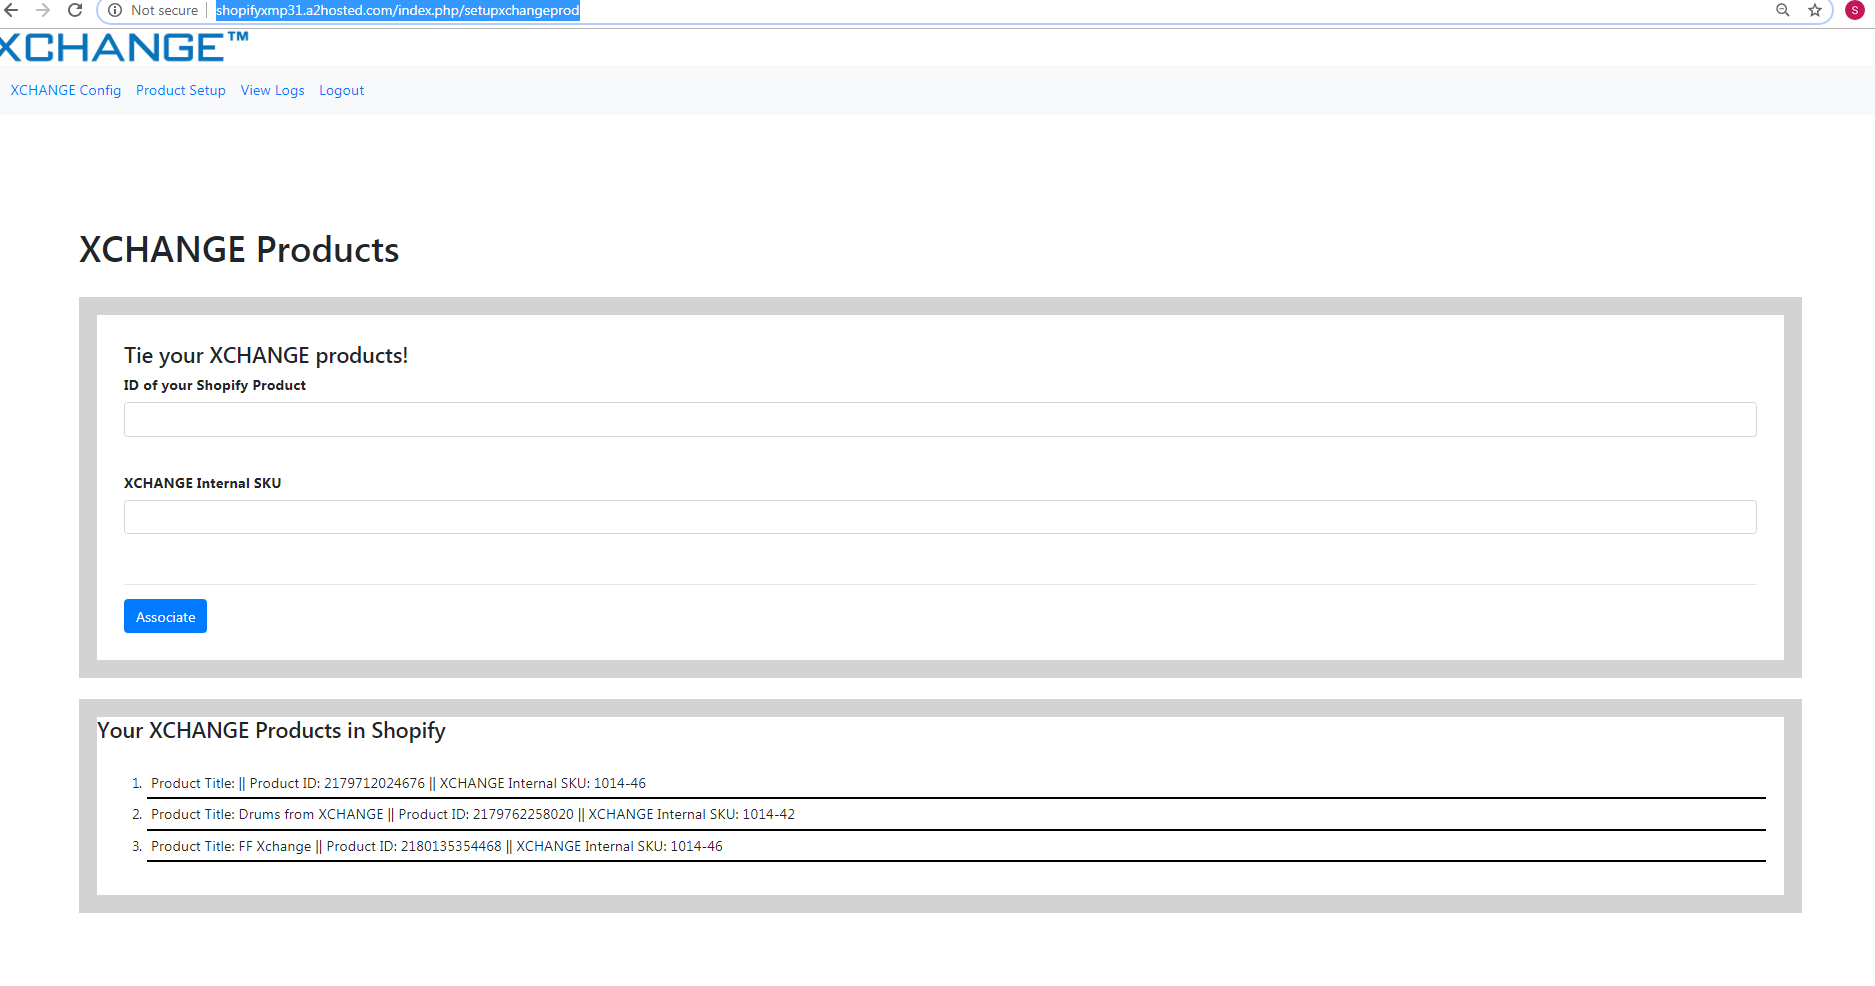 Not secure | shopifyxmp31.a2hosted.com/index.php/setupxchangeprod
S
XCHANGE™
XCHANGE Config Product Setup View Logs Logout
XCHANGE Products
Tie your XCHANGE products!
ID of your Shopify Product
XCHANGE Internal SKU
Associate
Your XCHANGE Products in Shopify
1. Product Title: || Product ID: 2179712024676 || XCHANGE Internal SKU: 1014-46
2. Product Title: Drums from XCHANGE || Product ID: 2179762258020 || XCHANGE Internal SKU: 1014-42
3. Product Title: FF Xchange || Product ID: 2180135354468 || XCHANGE Internal SKU: 1014-46